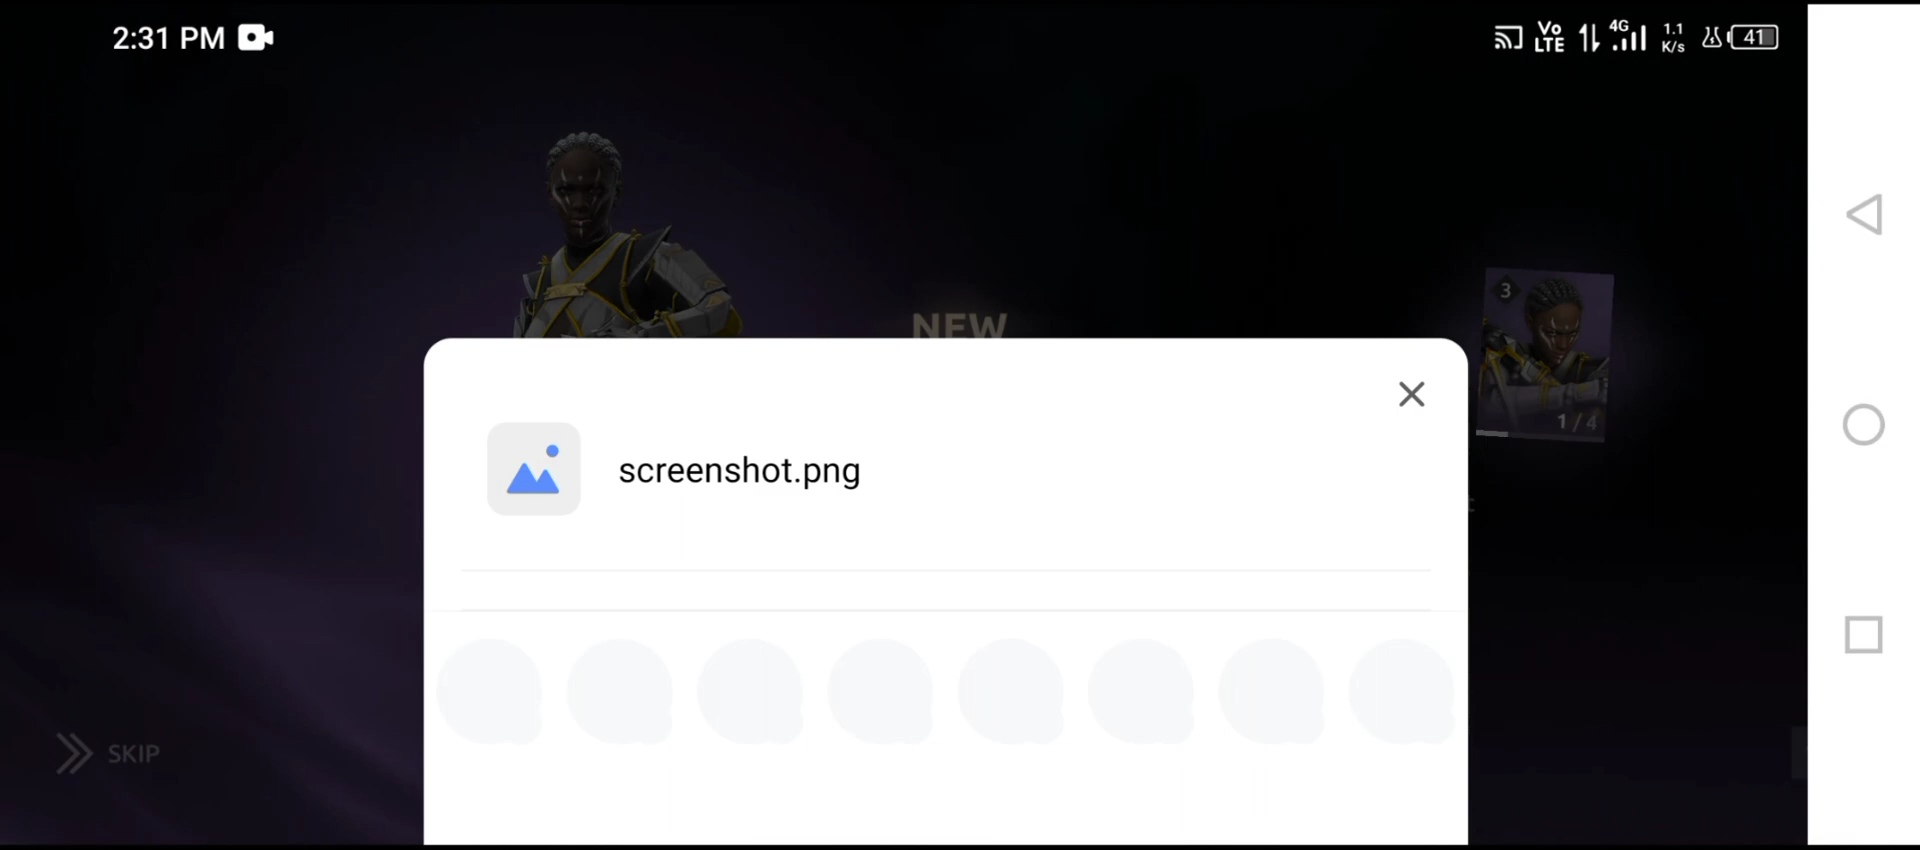 2:31 PM
Vo LTE 4G 1.1 K/s 41
3
NEW
1/4
screenshot.png
SKIP